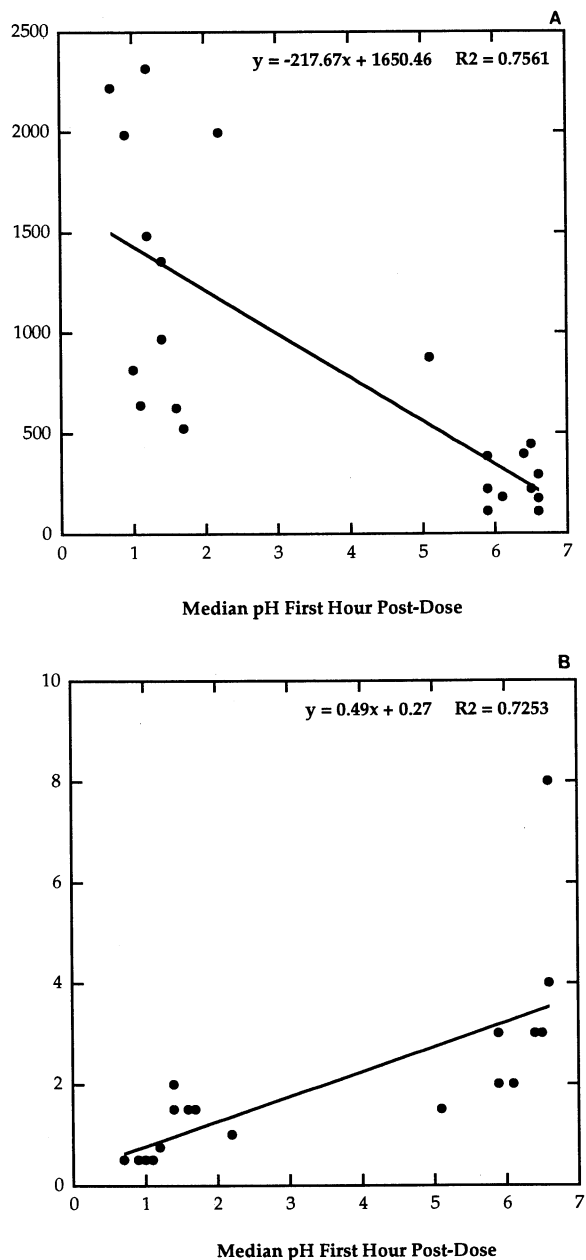 A
2500
y = -217.67x + 1650.46 R2 = 0.7561
2000
1500
1000
500
0
0 1 2 3 4 5 6 7
Median pH First Hour Post-Dose
B
10
y = 0.49x + 0.27 R2 = 0.7253
8
6
4
2
0
0 1 2 3 4 5 6 7
Median pH First Hour Post-Dose